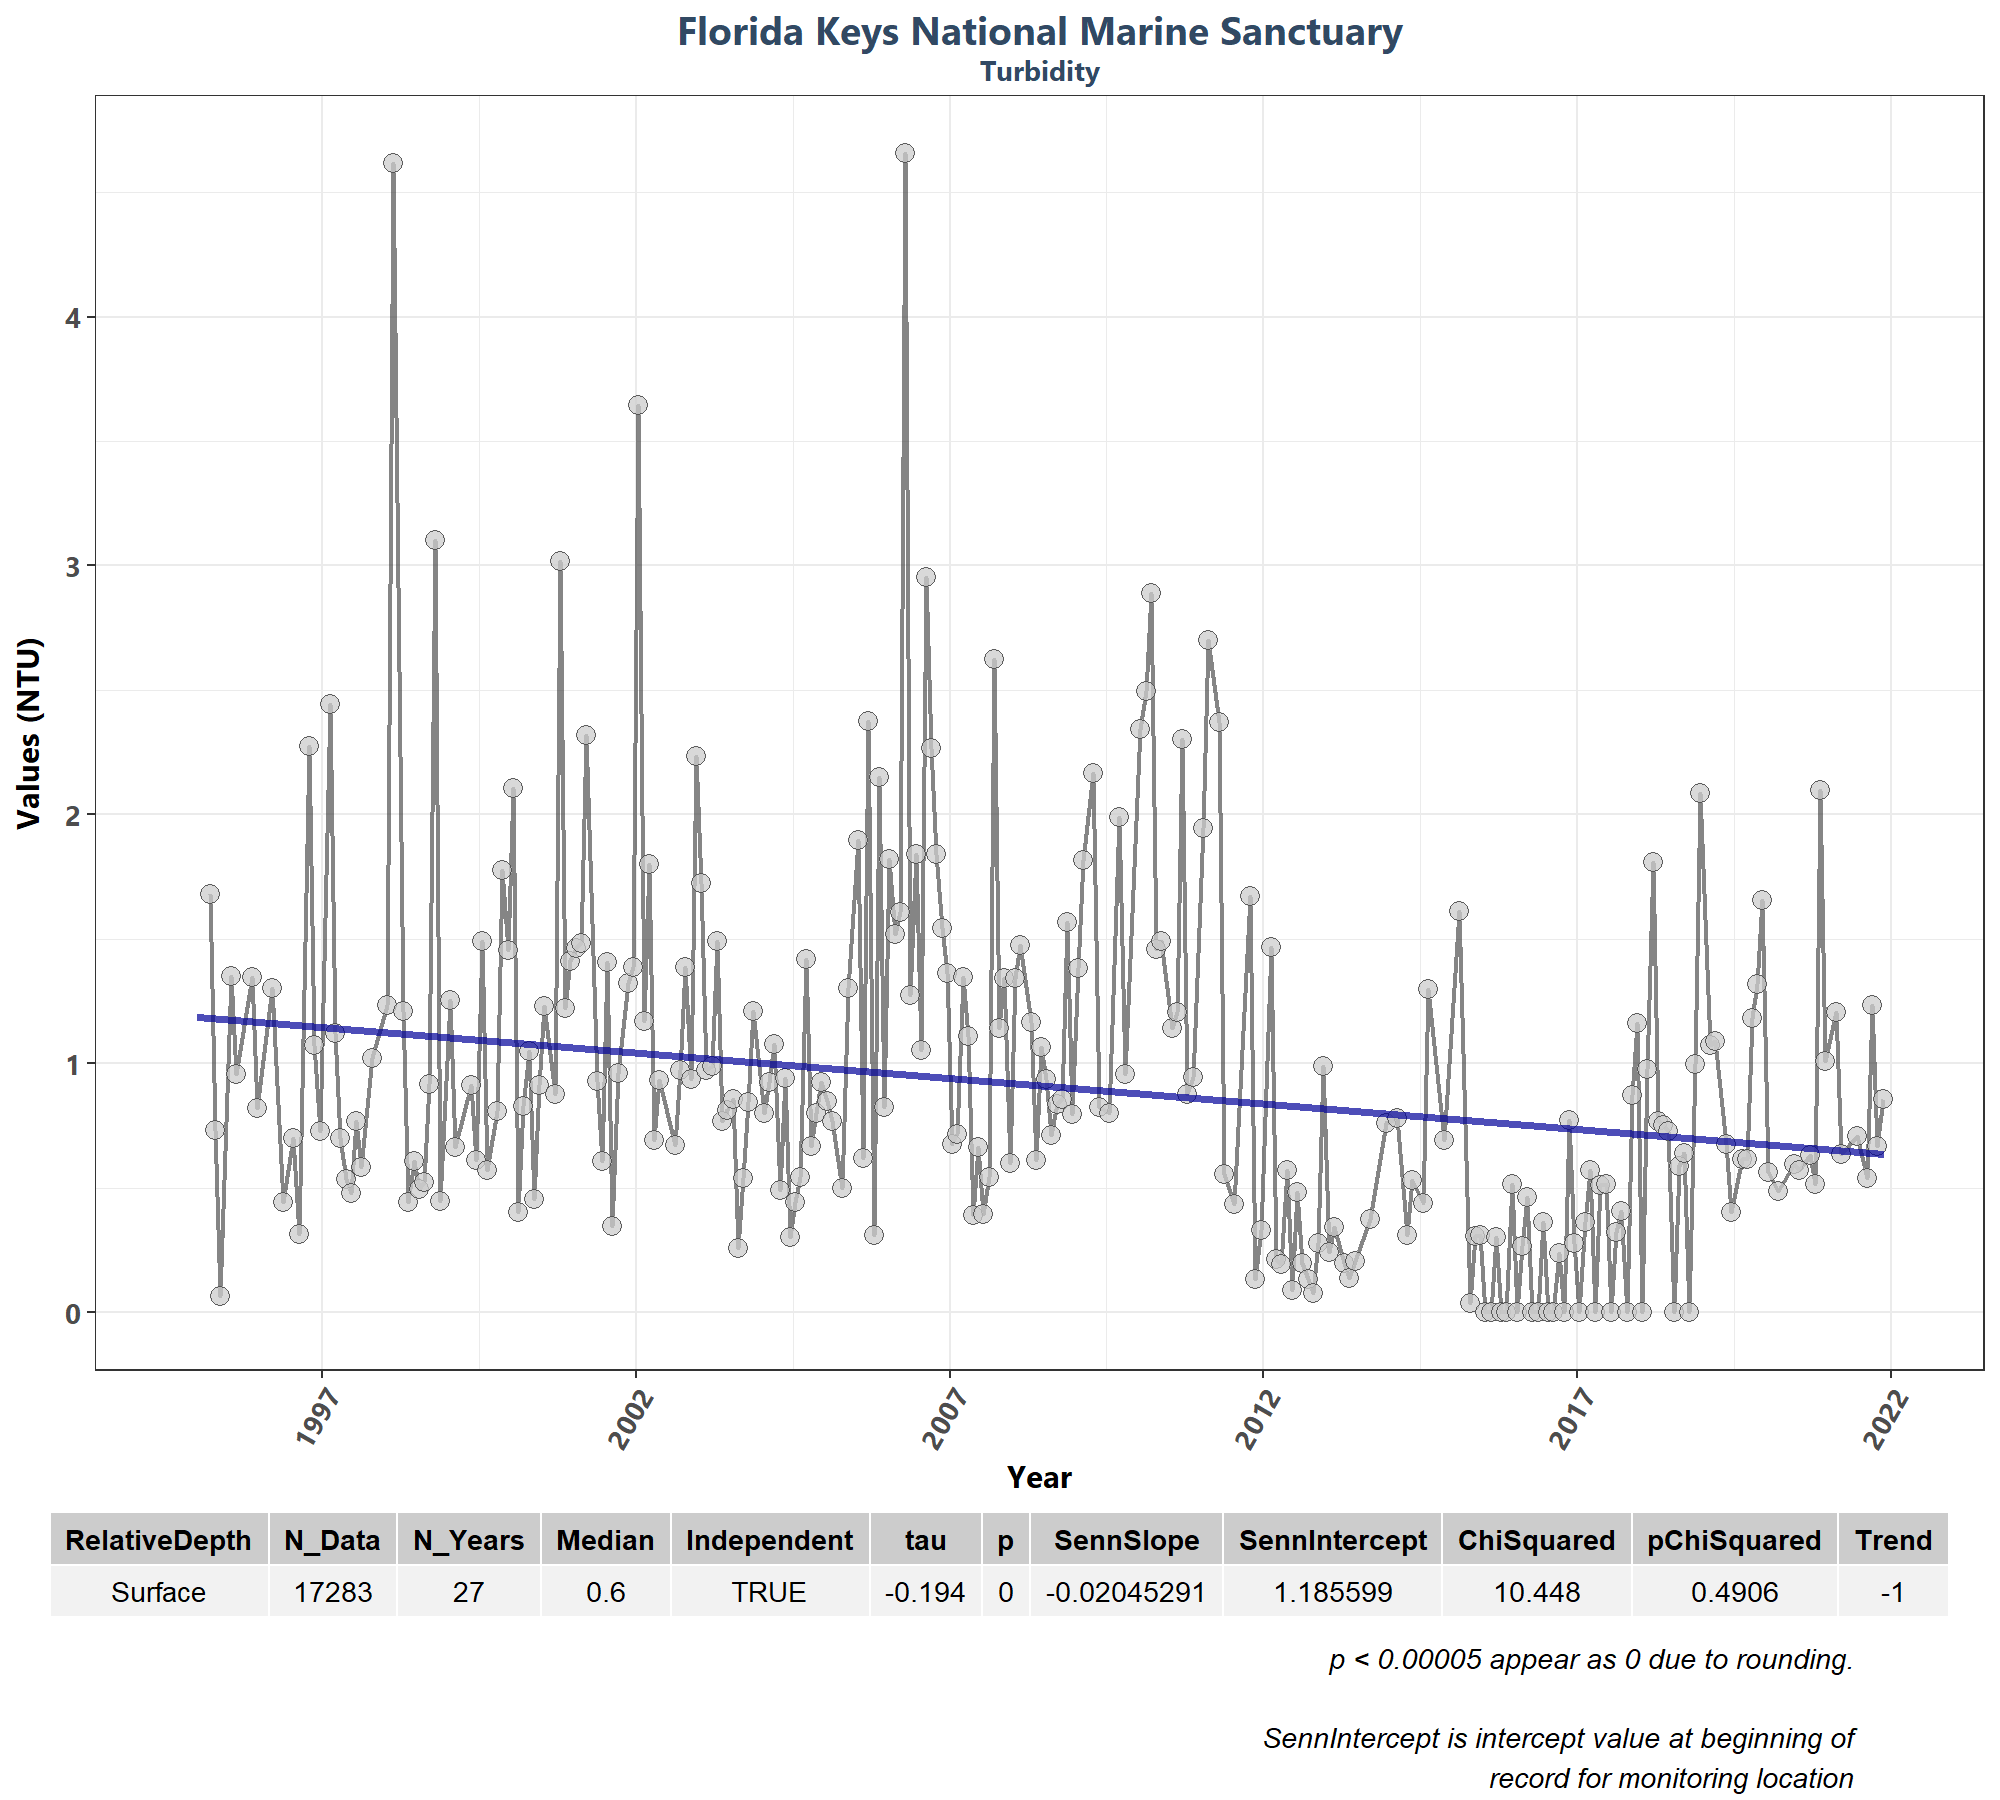 Florida Keys National Marine Sanctuary
Turbidity
Values (NTU)
4
3
2
1
0
1997 2002 2007 2012 2017 2022
Year
RelativeDepth N_Data N_Years Median Independent tau p SennSlope SennIntercept ChiSquared pChiSquared Trend
Surface 17283 27 0.6 TRUE -0.194 0 -0.02045291 1.185599 10.448 0.4906 -1
p < 0.00005 appear as 0 due to rounding.
SennIntercept is intercept value at beginning of
record for monitoring location